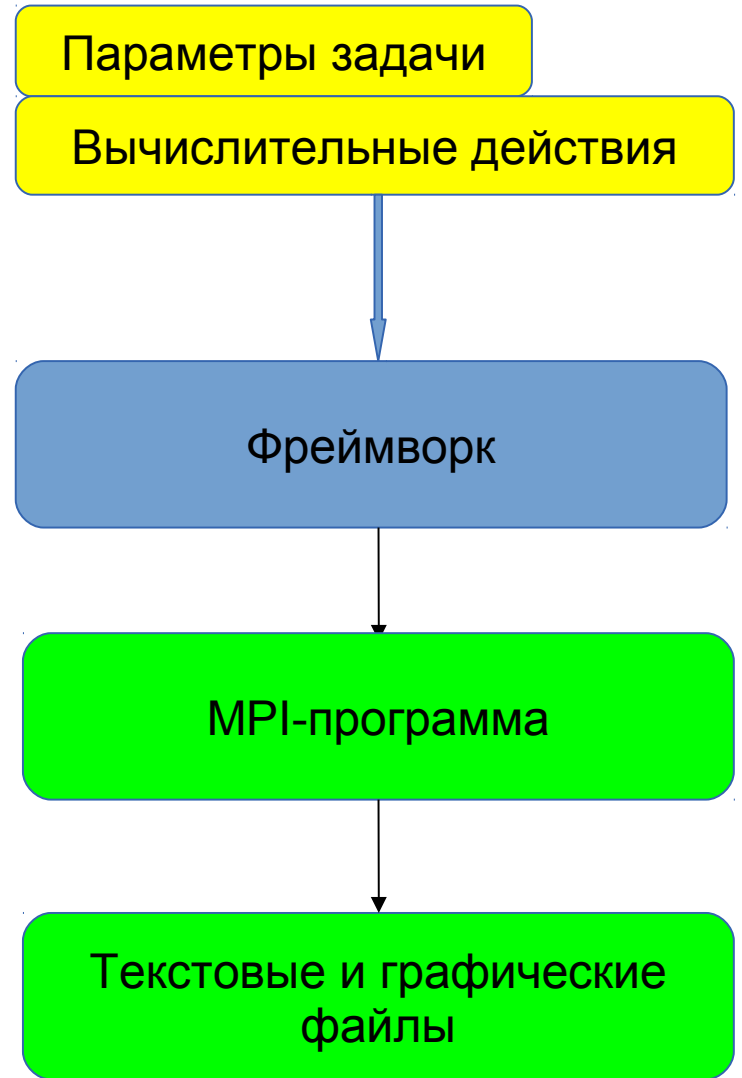 Параметры задачи
Вычислительные действия
Фреймворк
MPI-программа
Текстовые и графические
файлы